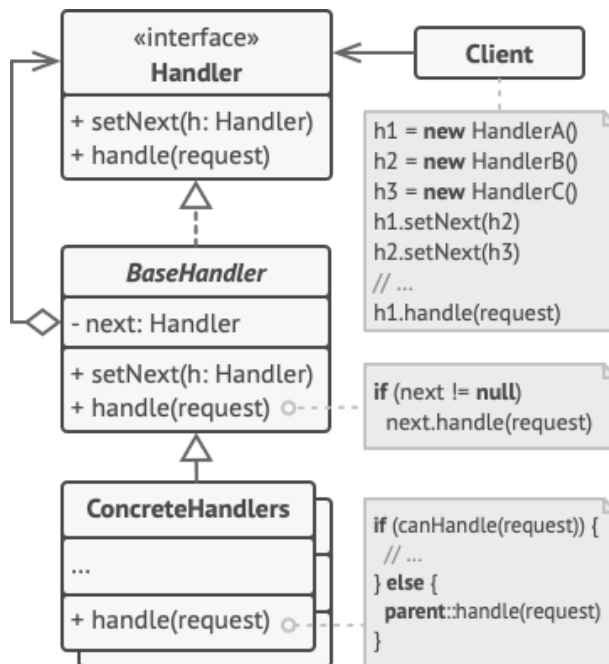 «interface»
Handler
+ setNext(h: Handler)
+ handle(request)
Client
h1 = new HandlerA()
h2 = new HandlerB()
h3 = new HandlerC()
h1.setNext(h2)
h2.setNext(h3)
// ...
h1.handle(request)
BaseHandler
- next: Handler
+ setNext(h: Handler)
+ handle(request)
if (next != null)
next.handle(request)
ConcreteHandlers
...
+ handle(request)
if (canHandle(request)) {
// ...
} else {
parent::handle(request)
}